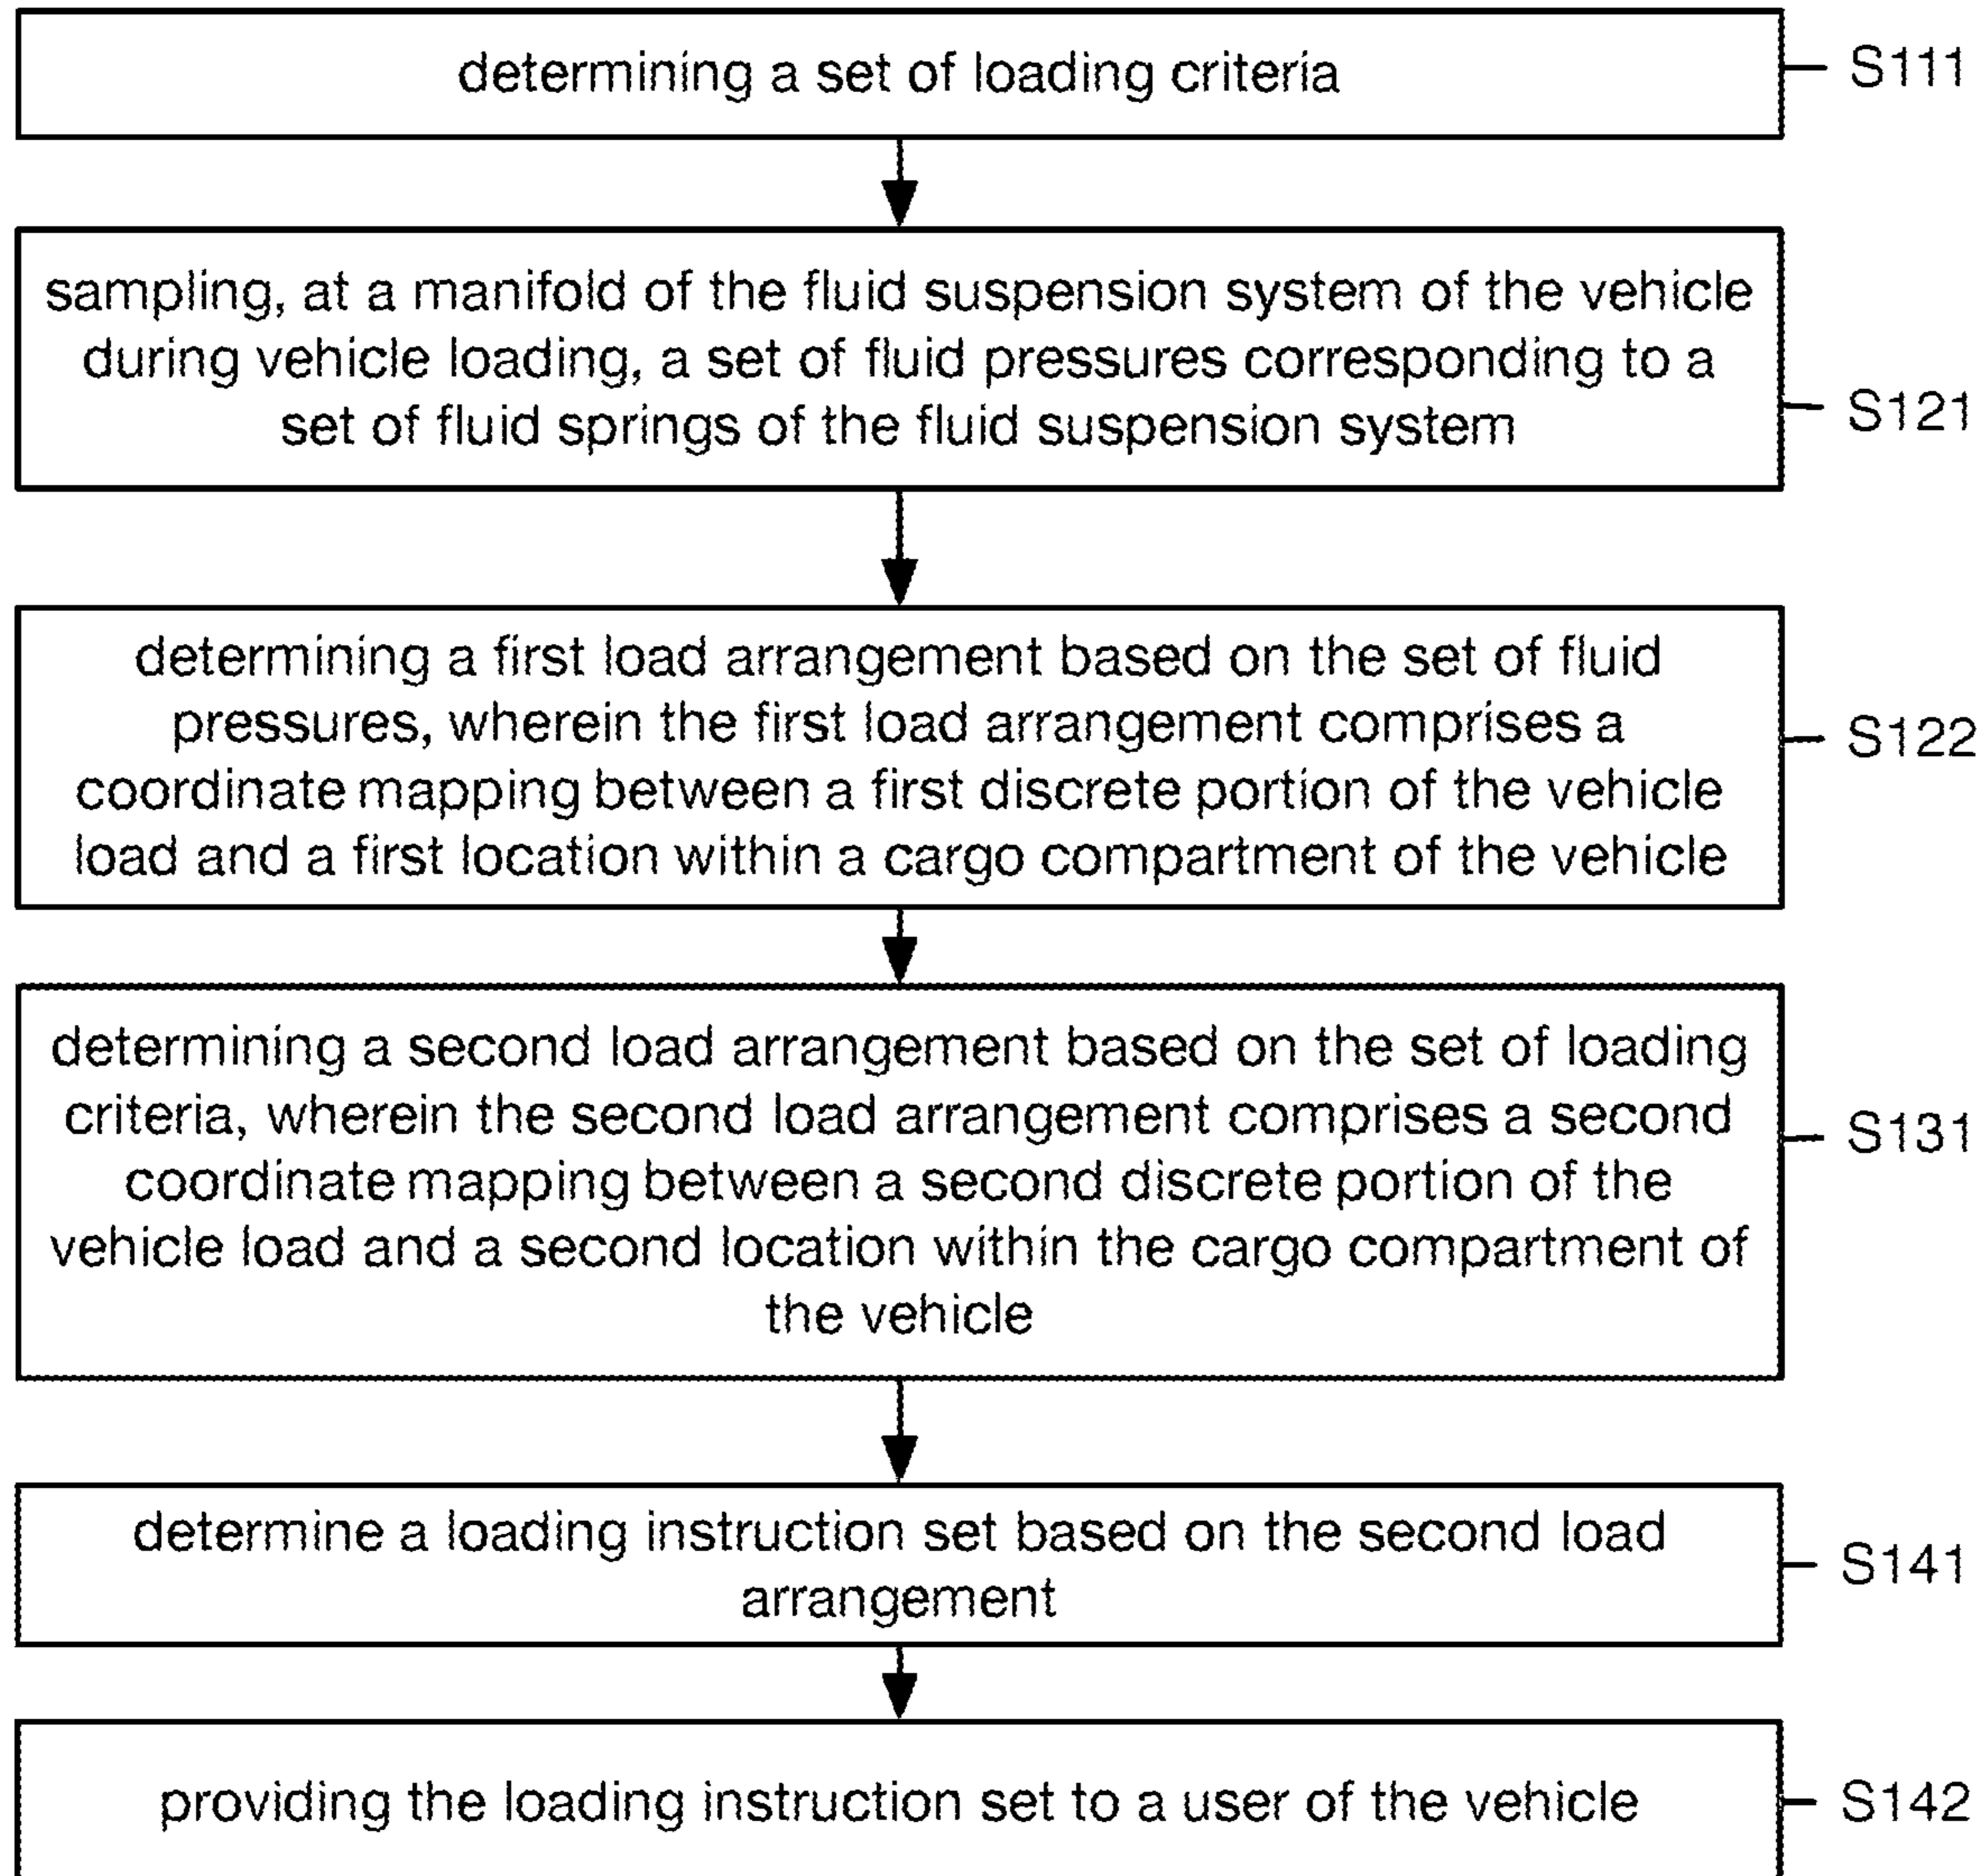 determining a set of loading criteria
S111
sampling, at a manifold of the fluid suspension system of the vehicle
during vehicle loading, a set of fluid pressures corresponding to a
set of fluid springs of the fluid suspension system
S121
determining a first load arrangement based on the set of fluid
pressures, wherein the first load arrangement comprises a
coordinate mapping between a first discrete portion of the vehicle
load and a first location within a cargo compartment of the vehicle
S122
determining a second load arrangement based on the set of loading
criteria, wherein the second load arrangement comprises a second
coordinate mapping between a second discrete portion of the
vehicle load and a second location within the cargo compartment of
the vehicle
S131
determine a loading instruction set based on the second load
arrangement
S141
providing the loading instruction set to a user of the vehicle
S142